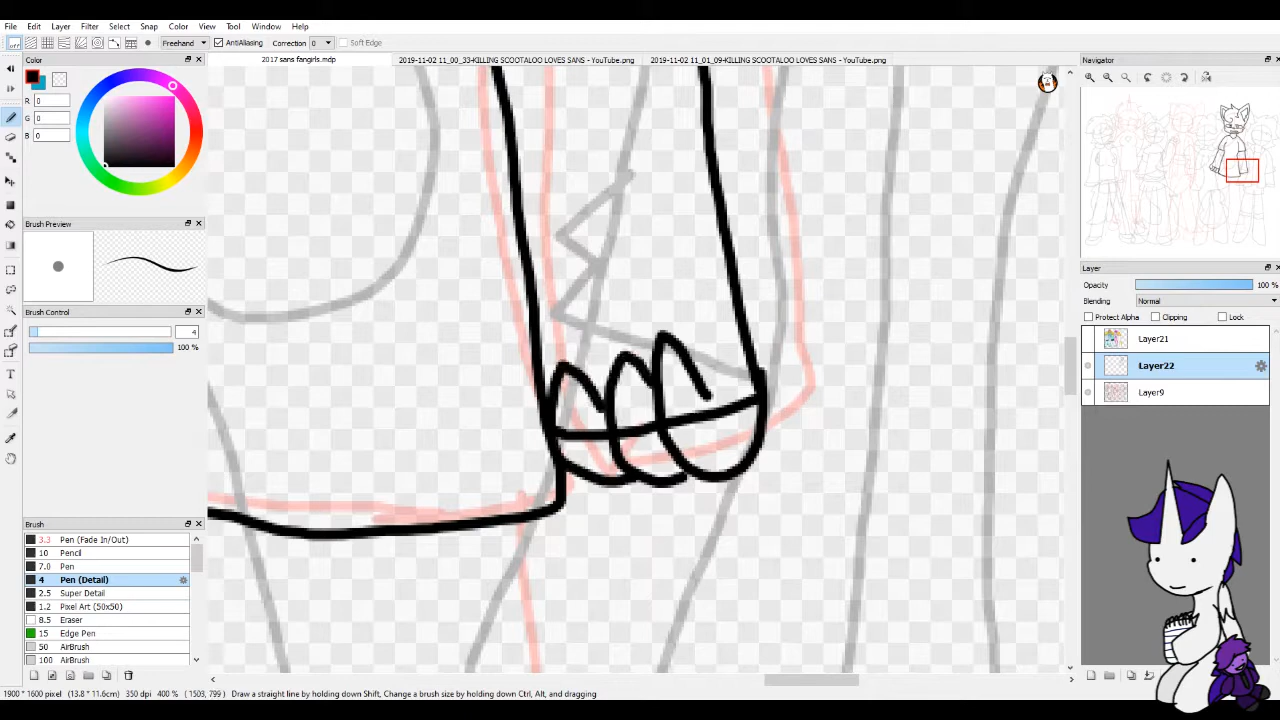 File Edit Layer Filter Select Snap Color View Tool Window Help
off Freehand AntiAliasing Correction 0 Soft Edge
Color
2017 sans fangirls.mdp
2019-11-02 11_00_33-KILLING SCOOTALOO LOVES SANS - YouTube.png
2019-11-02 11_01_09-KILLING SCOOTALOO LOVES SANS - YouTube.png
Navigator
R 0
G 0
B 0
Brush Preview
Brush Control
4
100 %
Layer
Opacity 100 %
Blending Normal
Protect Alpha Clipping Lock
Layer21
Layer22
Layer9
Brush
3.3 Pen (Fade In/Out)
10 Pencil
7.0 Pen
4 Pen (Detail)
2.5 Super Detail
1.2 Pixel Art (50x50)
8.5 Eraser
15 Edge Pen
50 AirBrush
100 AirBrush
1900 * 1600 pixel (13.8 * 11.6cm) 350 dpi 400 % (1503, 799) Draw a straight line by holding down Shift, Change a brush size by holding down Ctrl, Alt, and dragging